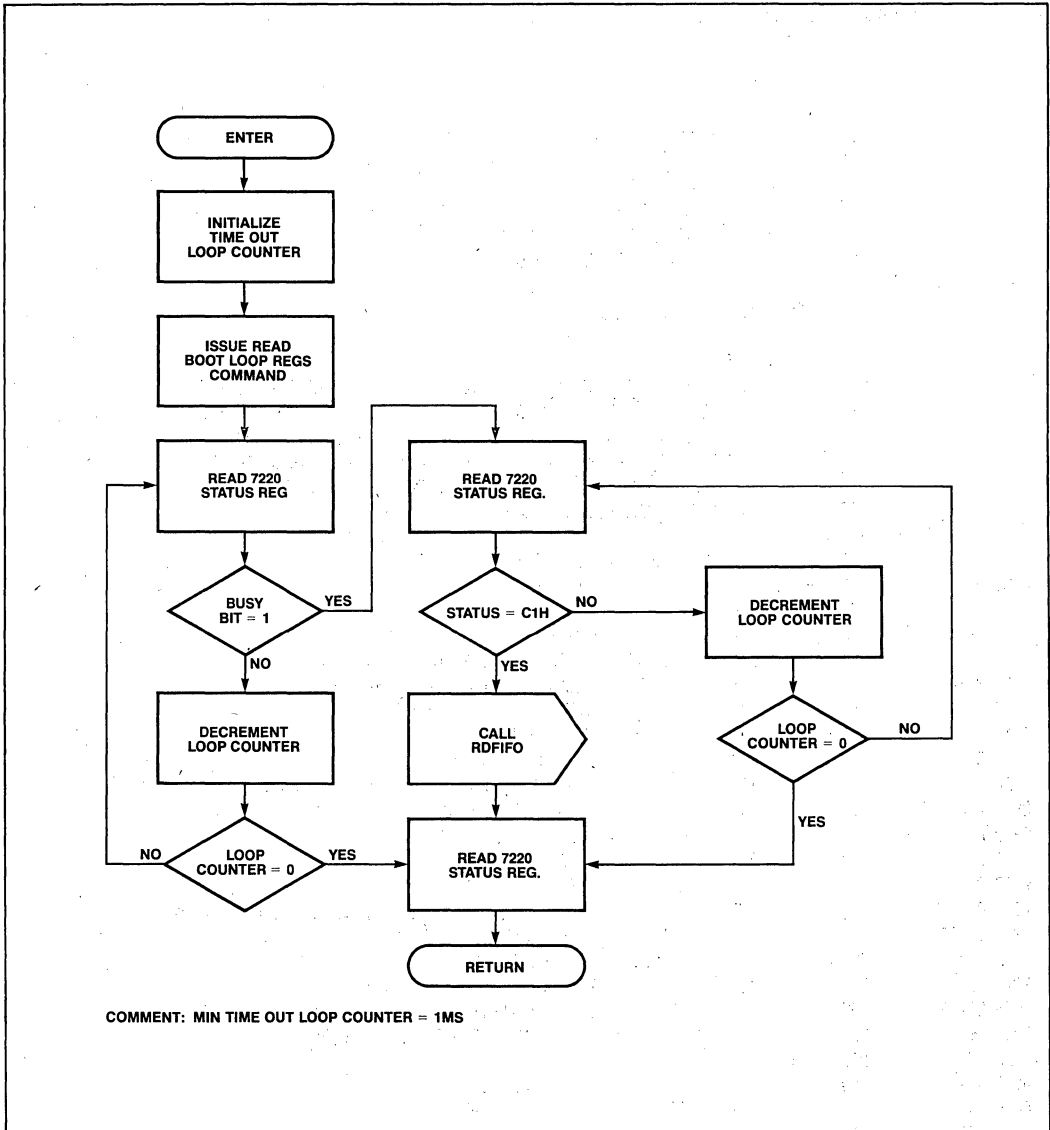 ENTER
INITIALIZE
TIME OUT
LOOP COUNTER
ISSUE READ
BOOT LOOP REGS
COMMAND
READ 7220
STATUS REG
BUSY
BIT = 1
YES
NO
DECREMENT
LOOP COUNTER
LOOP
COUNTER = 0
NO
YES
READ 7220
STATUS REG.
STATUS = C1H
NO
YES
CALL
RDFIFO
READ 7220
STATUS REG.
RETURN
DECREMENT
LOOP COUNTER
LOOP
COUNTER = 0
NO
YES
COMMENT: MIN TIME OUT LOOP COUNTER = 1MS